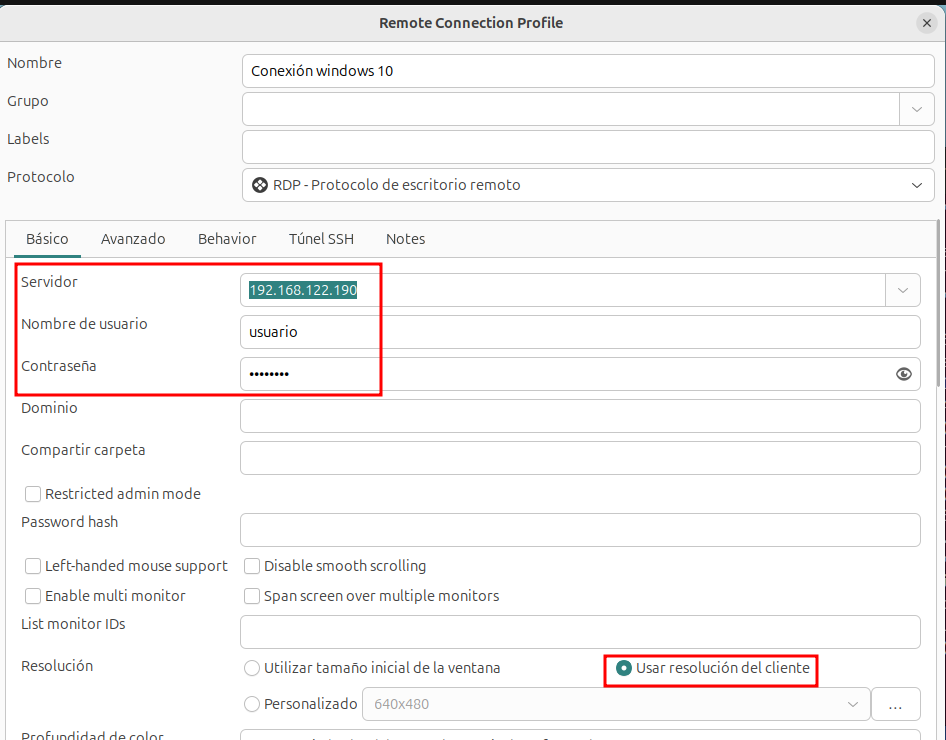 Remote Connection Profile
Nombre
Conexión windows 10
Grupo
Labels
Protocolo
RDP - Protocolo de escritorio remoto
Básico Avanzado Behavior Túnel SSH Notes
Servidor
192.168.122.190
Nombre de usuario
usuario
Contraseña
••••••••
Dominio
Compartir carpeta
Restricted admin mode
Password hash
Left-handed mouse support Disable smooth scrolling
Enable multi monitor Span screen over multiple monitors
List monitor IDs
Resolución
Utilizar tamaño inicial de la ventana Usar resolución del cliente
Personalizado 640x480 ...
Profundidad de color